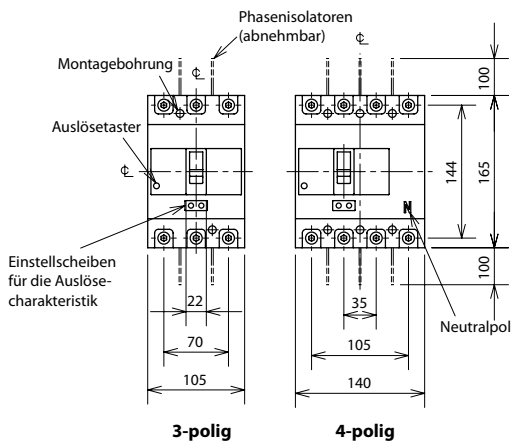 Phasenisolatoren
(abnehmbar)
Montagebohrung
Auslösetaster
Einstellscheiben
für die Auslöse-
charakteristik
℄
℄
℄
100
144
165
100
N
Neutralpol
22
70
105
35
105
140
3-polig
4-polig